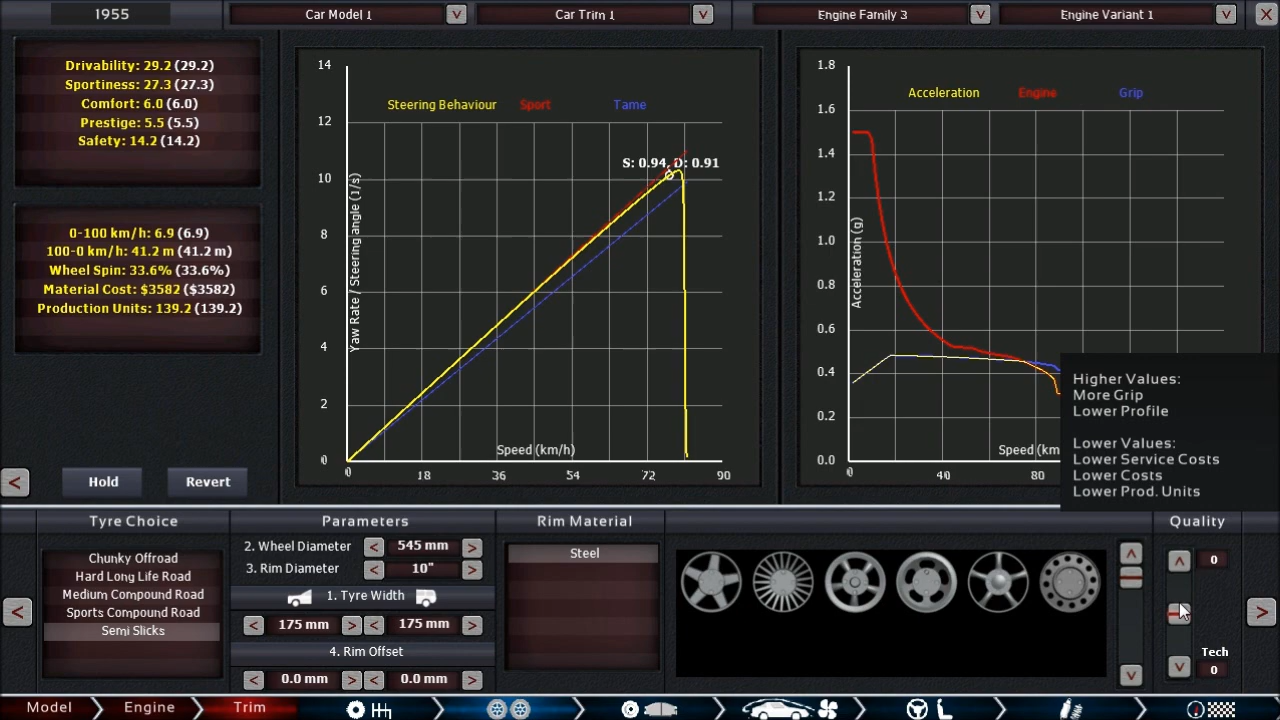 1955
Car Model 1
Car Trim 1
Engine Family 3
Engine Variant 1
Drivability: 29.2 (29.2)
Sportiness: 27.3 (27.3)
Comfort: 6.0 (6.0)
Prestige: 5.5 (5.5)
Safety: 14.2 (14.2)
0-100 km/h: 6.9 (6.9)
100-0 km/h: 41.2 m (41.2 m)
Wheel Spin: 33.6% (33.6%)
Material Cost: $3582 ($3582)
Production Units: 139.2 (139.2)
Hold
Revert
14
12
10
8
6
4
2
0
Yaw Rate / Steering angle (1/s)
Steering Behaviour
Sport
Tame
S: 0.94, D: 0.91
Speed (km/h)
0
18
36
54
72
90
1.8
1.6
1.4
1.2
1.0
0.8
0.6
0.4
0.2
0.0
Acceleration (g)
Acceleration
Engine
Grip
Speed (km
0
40
80
Higher Values:
More Grip
Lower Profile
Lower Values:
Lower Service Costs
Lower Costs
Lower Prod. Units
Tyre Choice
Chunky Offroad
Hard Long Life Road
Medium Compound Road
Sports Compound Road
Semi Slicks
Parameters
2. Wheel Diameter
545 mm
3. Rim Diameter
10"
1. Tyre Width
175 mm
175 mm
4. Rim Offset
0.0 mm
0.0 mm
Rim Material
Steel
Quality
0
Tech
0
Model
Engine
Trim